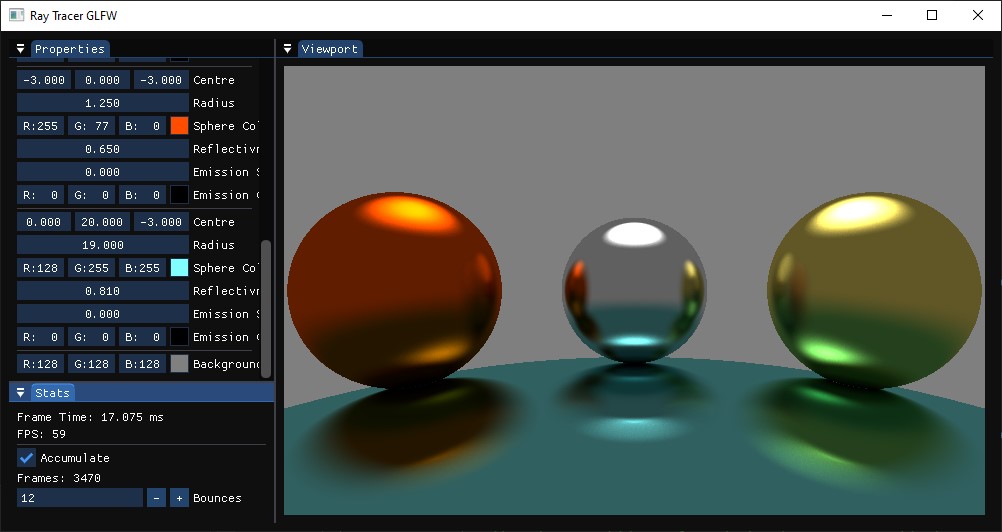 Ray Tracer GLFW
Properties
-3.000 0.000 -3.000 Centre
1.250 Radius
R:255 G: 77 B: 0 Sphere Co
0.650 Reflectiv
0.000 Emission
R: 0 G: 0 B: 0 Emission
0.000 20.000 -3.000 Centre
19.000 Radius
R:128 G:255 B:255 Sphere Co
0.810 Reflectiv
0.000 Emission
R: 0 G: 0 B: 0 Emission
R:128 G:128 B:128 Background
Stats
Frame Time: 17.075 ms
FPS: 59
Accumulate
Frames: 3470
12 - + Bounces
Viewport